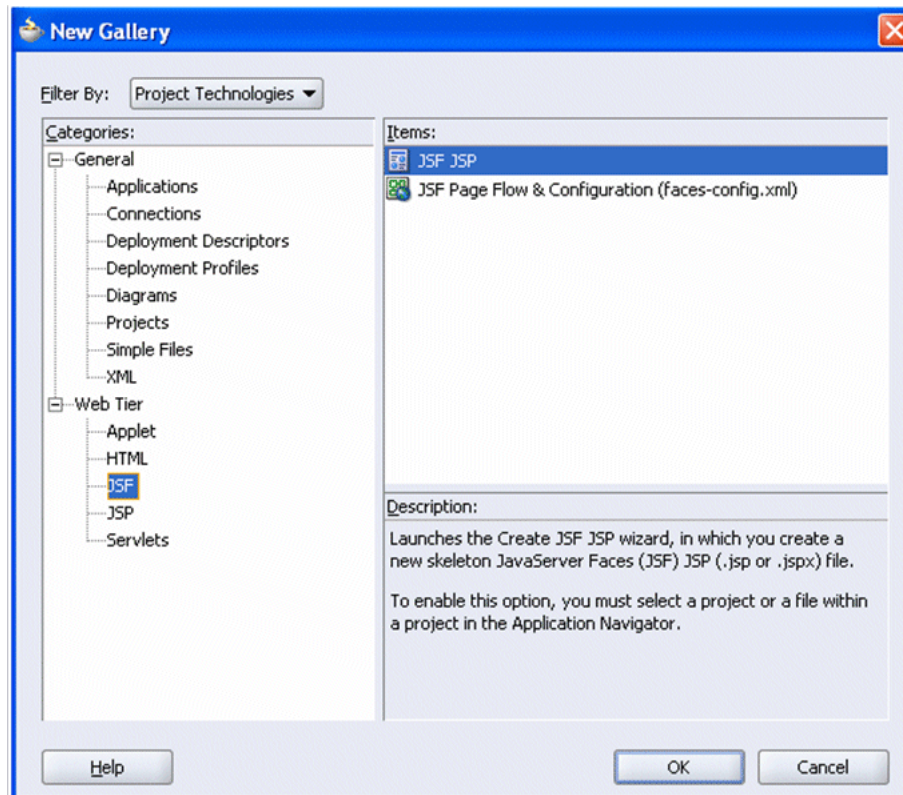 New Gallery
Filter By: Project Technologies
Categories:
General
Applications
Connections
Deployment Descriptors
Deployment Profiles
Diagrams
Projects
Simple Files
XML
Web Tier
Applet
HTML
JSF
JSP
Servlets
Items:
JSF JSP
JSF Page Flow & Configuration (faces-config.xml)
Description:
Launches the Create JSF JSP wizard, in which you create a
new skeleton JavaServer Faces (JSF) JSP (.jsp or .jspx) file.
To enable this option, you must select a project or a file within
a project in the Application Navigator.
Help
OK
Cancel